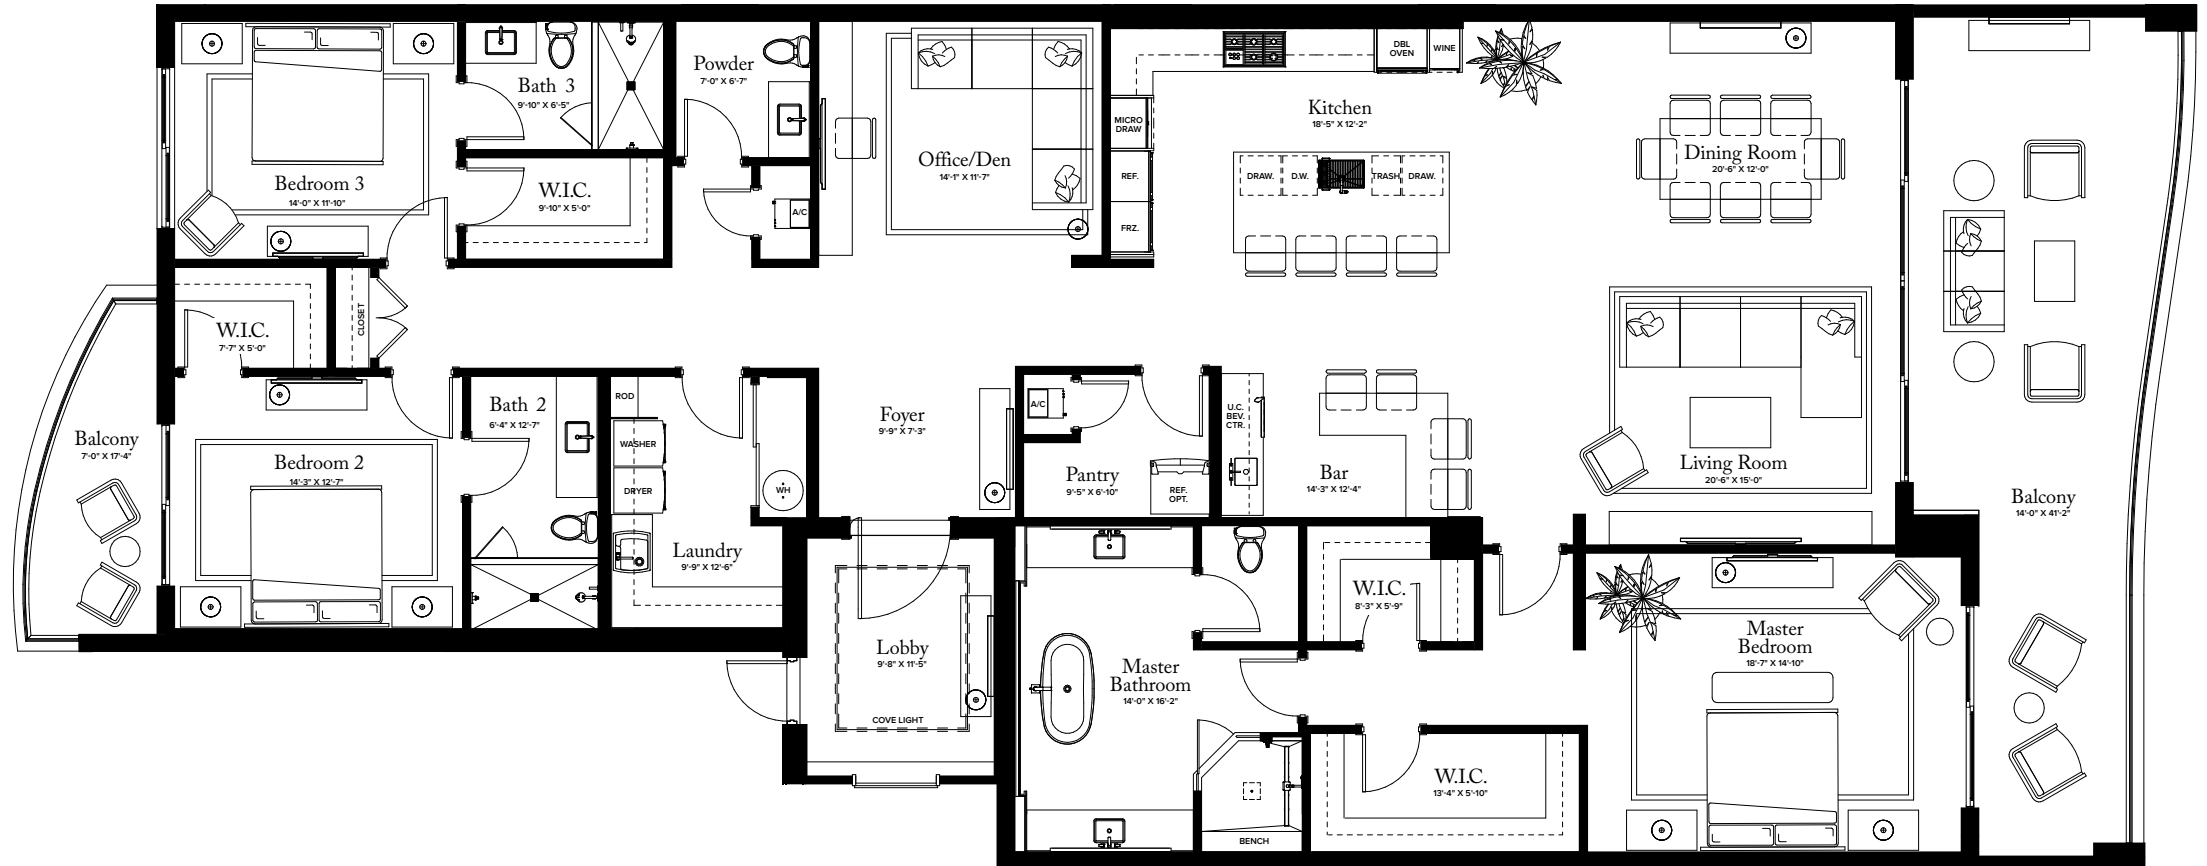 Bedroom 3
14'-0" X 11'-10"
Bath 3
9'-10" X 6'-5"
W.I.C.
9'-10" X 5'-0"
Powder
7'-0" X 6'-7"
A/C
Office/Den
14'-1" X 11'-7"
DBL
OVEN
WINE
MICRO
DRAW
REF.
FRZ.
Kitchen
18'-5" X 12'-2"
DRAW.
D.W.
TRASH
DRAW.
Dining Room
20'-6" X 12'-0"
W.I.C.
7'-7" X 5'-0"
CLOSET
Balcony
7'-0" X 17'-4"
Bedroom 2
14'-3" X 12'-7"
Bath 2
6'-4" X 12'-7"
ROD
WASHER
DRYER
WH
Laundry
9'-9" X 12'-6"
Foyer
9'-9" X 7'-3"
A/C
Pantry
9'-5" X 6'-10"
REF.
OPT.
U.C.
BEV.
CTR.
Bar
14'-3" X 12'-4"
Living Room
20'-6" X 15'-0"
Balcony
14'-0" X 41'-2"
Lobby
9'-8" X 11'-5"
COVE LIGHT
Master
Bathroom
14'-0" X 16'-2"
BENCH
W.I.C.
8'-3" X 5'-9"
W.I.C.
13'-4" X 5'-10"
Master
Bedroom
18'-7" X 14'-10"